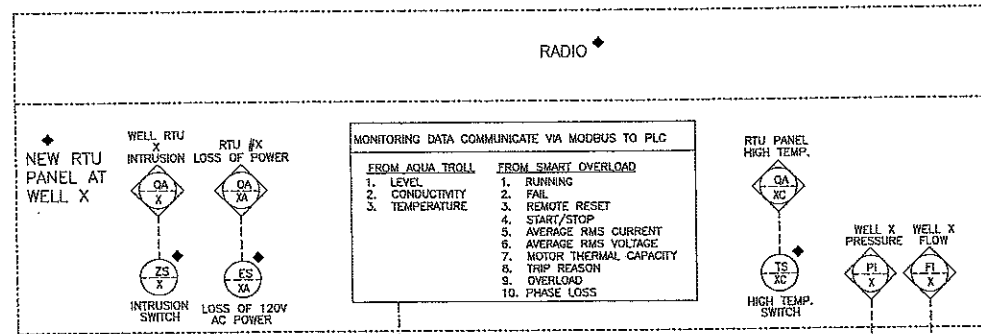 RADIO
NEW RTU
PANEL AT
WELL X
WELL RTU
X
INTRUSION
QA
X
ZS
X
INTRUSION
SWITCH
RTU #X
LOSS OF POWER
QA
XA
ES
XA
LOSS OF 120V
AC POWER
MONITORING DATA COMMUNICATE VIA MODBUS TO PLC
FROM AQUA TROLL
1. LEVEL
2. CONDUCTIVITY
3. TEMPERATURE
FROM SMART OVERLOAD
1. RUNNING
2. FAIL
3. REMOTE RESET
4. START/STOP
5. AVERAGE RMS CURRENT
6. AVERAGE RMS VOLTAGE
7. MOTOR THERMAL CAPACITY
8. TRIP REASON
9. OVERLOAD
10. PHASE LOSS
RTU PANEL
HIGH TEMP.
QA
XC
TS
XC
HIGH TEMP.
SWITCH
WELL X
PRESSURE
PI
X
WELL X
FLOW
FI
X